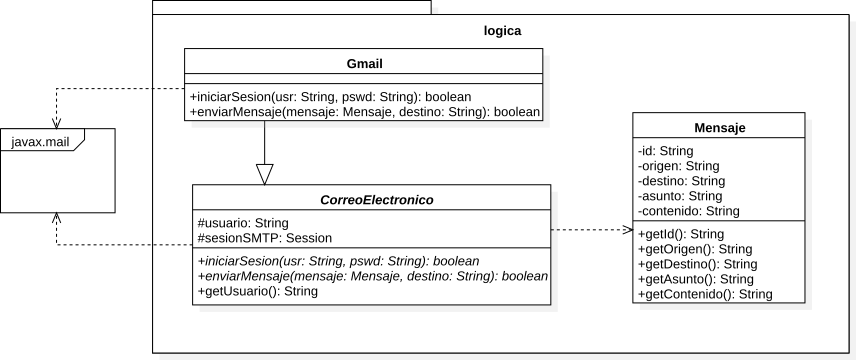 logica
Gmail
+iniciarSesion(usr: String, pswd: String): boolean
+enviarMensaje(mensaje: Mensaje, destino: String): boolean
javax.mail
Mensaje
-id: String
-origen: String
-destino: String
-asunto: String
-contenido: String
+getId(): String
+getOrigen(): String
+getDestino(): String
+getAsunto(): String
+getContenido(): String
CorreoElectronico
#usuario: String
#sesionSMTP: Session
+iniciarSesion(usr: String, pswd: String): boolean
+enviarMensaje(mensaje: Mensaje, destino: String): boolean
+getUsuario(): String